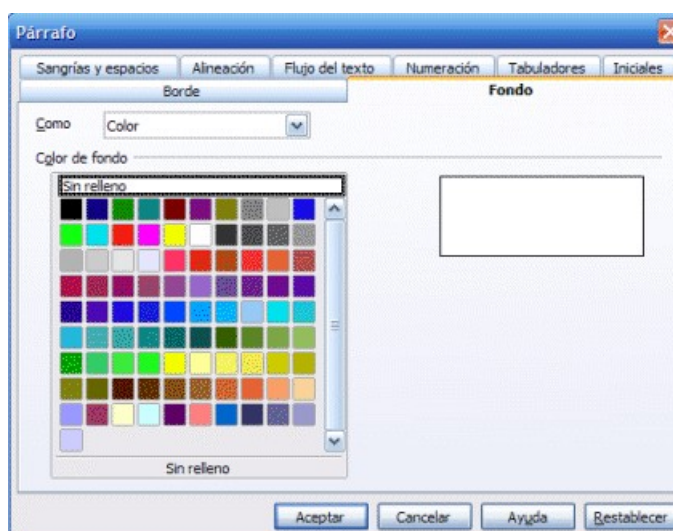 Párrafo
Sangrías y espacios Alineación Flujo del texto Numeración Tabuladores Iniciales
Borde Fondo
Como Color
Color de fondo
Sin relleno
Sin relleno
Aceptar Cancelar Ayuda Restablecer